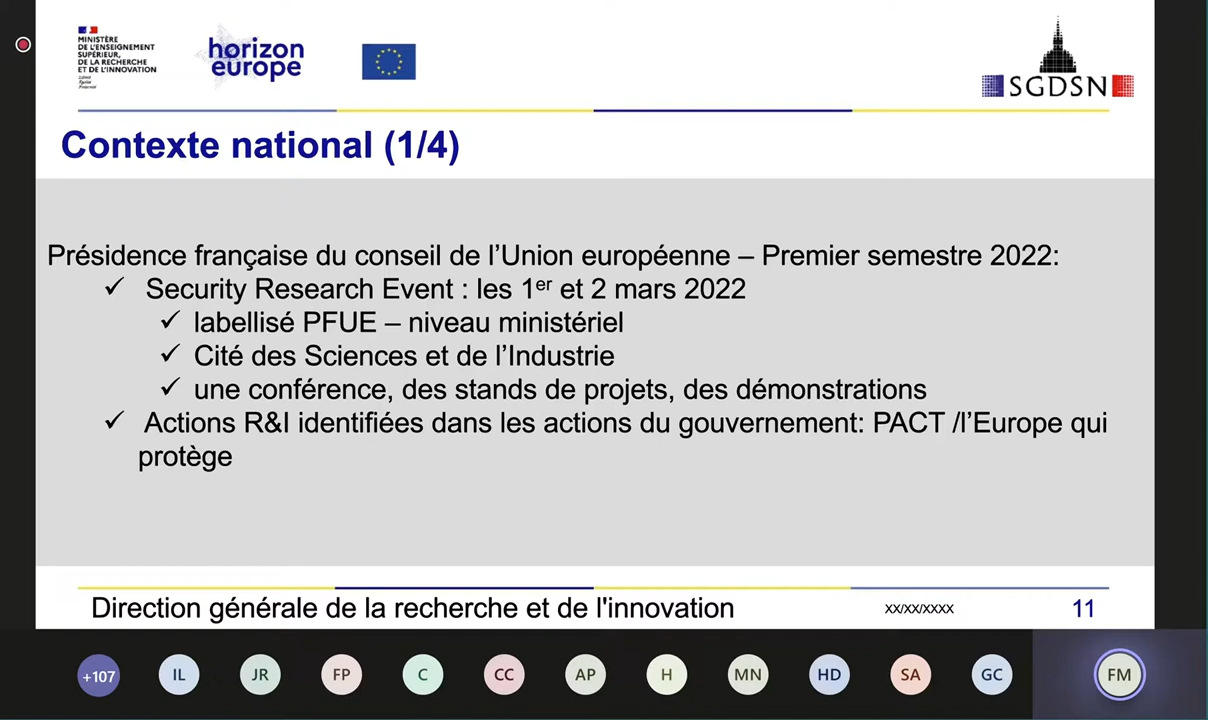 MINISTÈRE
DE L'ENSEIGNEMENT
SUPÉRIEUR,
DE LA RECHERCHE
ET DE L'INNOVATION
Liberté
Égalité
Fraternité
horizon
europe
SGDSN
Contexte national (1/4)
Présidence française du conseil de l’Union européenne – Premier semestre 2022:
✓ Security Research Event : les 1er et 2 mars 2022
✓ labellisé PFUE – niveau ministériel
✓ Cité des Sciences et de l’Industrie
✓ une conférence, des stands de projets, des démonstrations
✓ Actions R&I identifiées dans les actions du gouvernement: PACT /l’Europe qui
protège
Direction générale de la recherche et de l'innovation xx/xx/xxxx 11
+107 IL JR FP C CC AP H MN HD SA GC FM